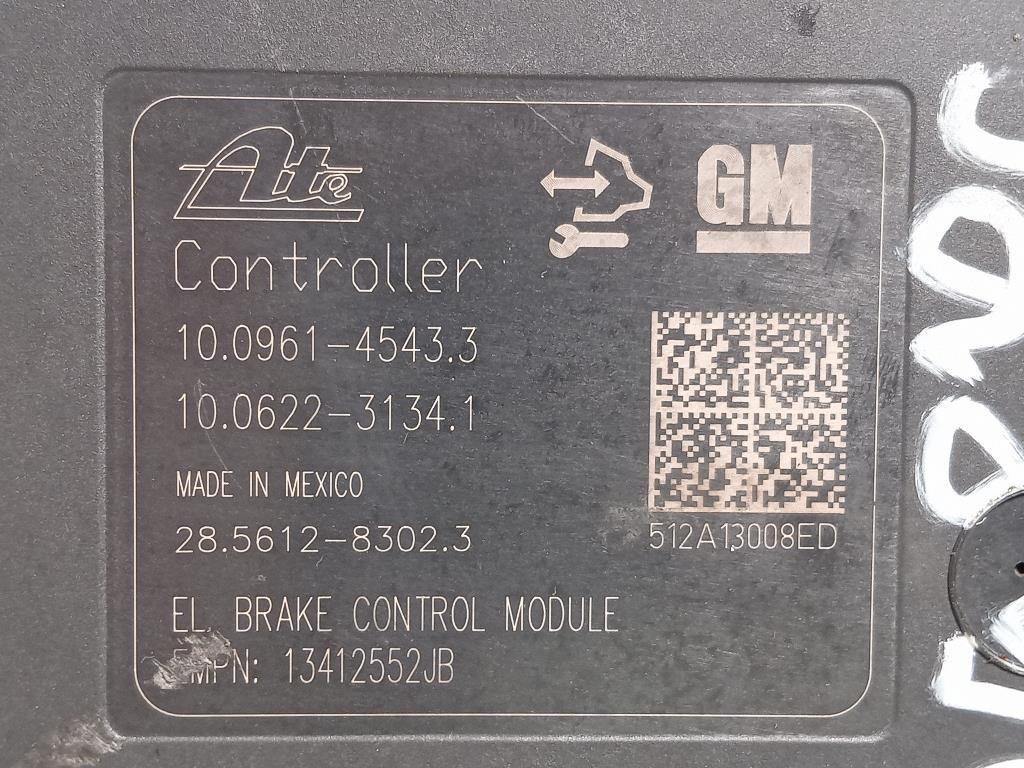 Ate
GM
Controller
10.0961-4543.3
10.0622-3134.1
MADE IN MEXICO
28.5612-8302.3
512A13008ED
EL. BRAKE CONTROL MODULE
EMPN: 13412552JB